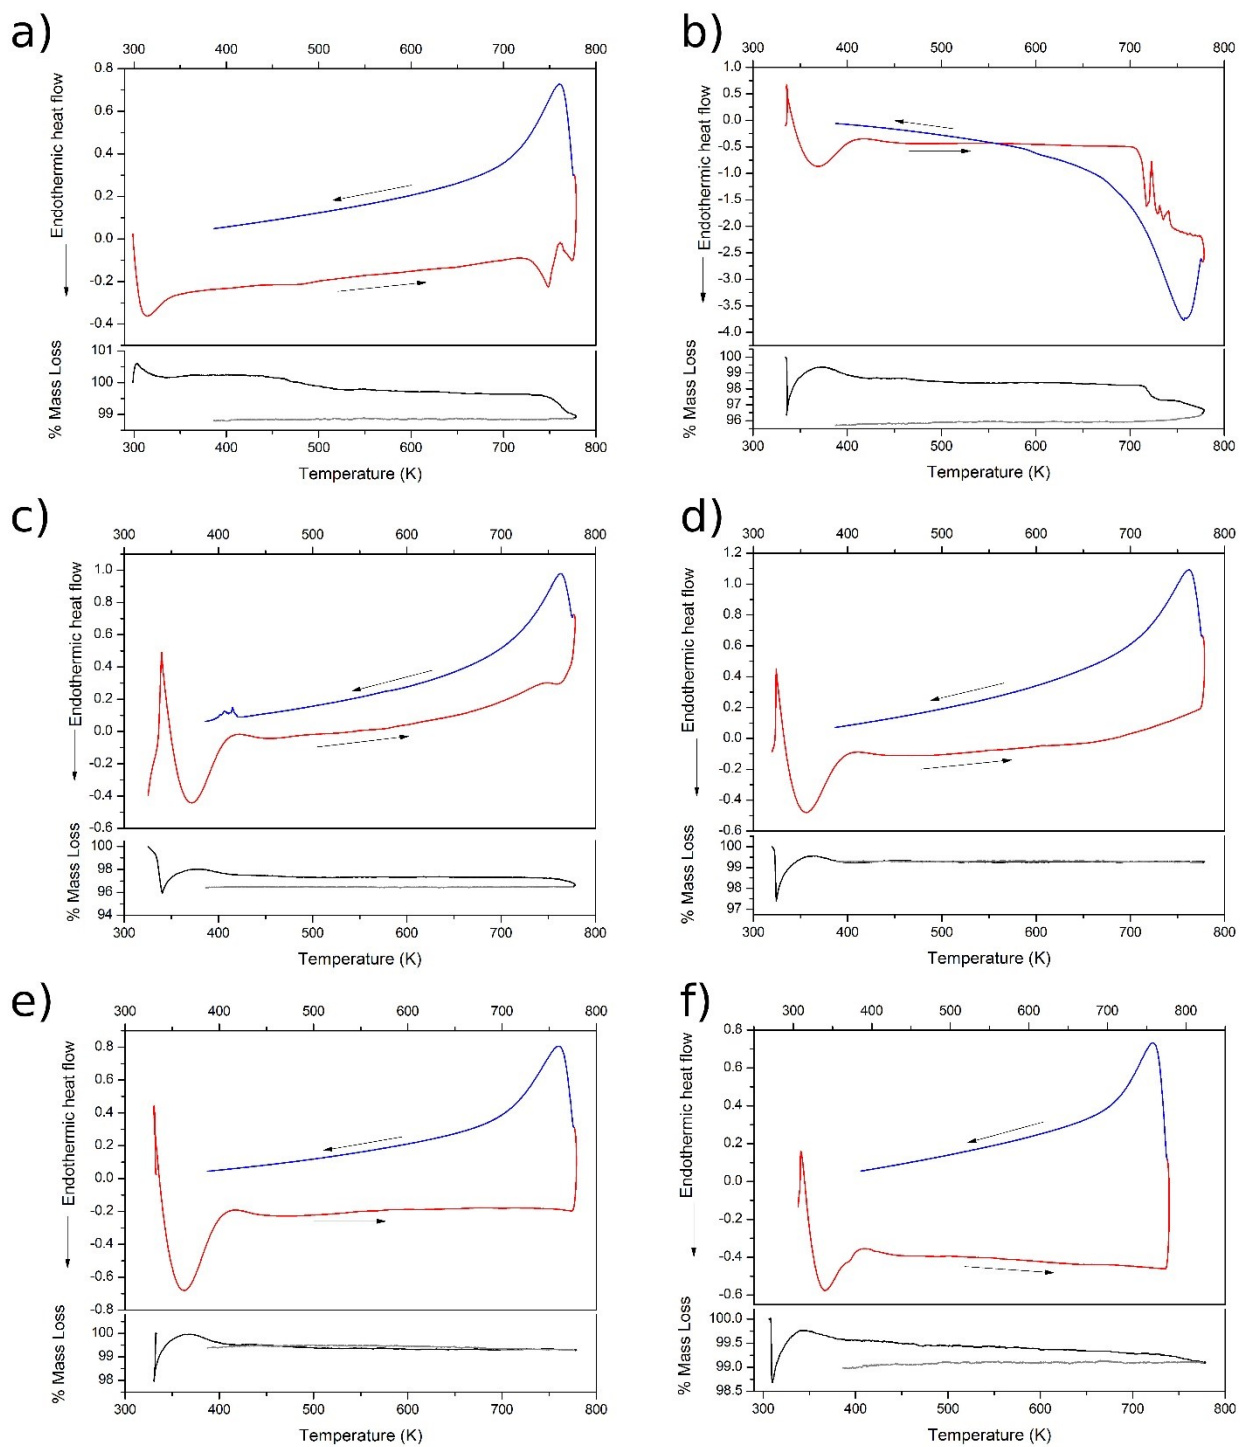 a)
300 400 500 600 700 800
Endothermic heat flow
0.8
0.6
0.4
0.2
0.0
-0.2
-0.4
% Mass Loss
101
100
99
300 400 500 600 700 800
Temperature (K)
b)
300 400 500 600 700 800
Endothermic heat flow
1.0
0.5
0.0
-0.5
-1.0
-1.5
-2.0
-2.5
-3.0
-3.5
-4.0
% Mass Loss
100
99
98
97
96
300 400 500 600 700 800
Temperature (K)
c)
300 400 500 600 700 800
Endothermic heat flow
1.0
0.8
0.6
0.4
0.2
0.0
-0.2
-0.4
-0.6
% Mass Loss
100
98
96
94
300 400 500 600 700 800
Temperature (K)
d)
300 400 500 600 700 800
Endothermic heat flow
1.2
1.0
0.8
0.6
0.4
0.2
0.0
-0.2
-0.4
-0.6
% Mass Loss
100
99
98
97
300 400 500 600 700 800
Temperature (K)
e)
300 400 500 600 700 800
Endothermic heat flow
0.8
0.6
0.4
0.2
0.0
-0.2
-0.4
-0.6
-0.8
% Mass Loss
100
99
98
300 400 500 600 700 800
Temperature (K)
f)
300 400 500 600 700 800
Endothermic heat flow
0.8
0.6
0.4
0.2
0.0
-0.2
-0.4
-0.6
% Mass Loss
100.0
99.5
99.0
98.5
300 400 500 600 700 800
Temperature (K)